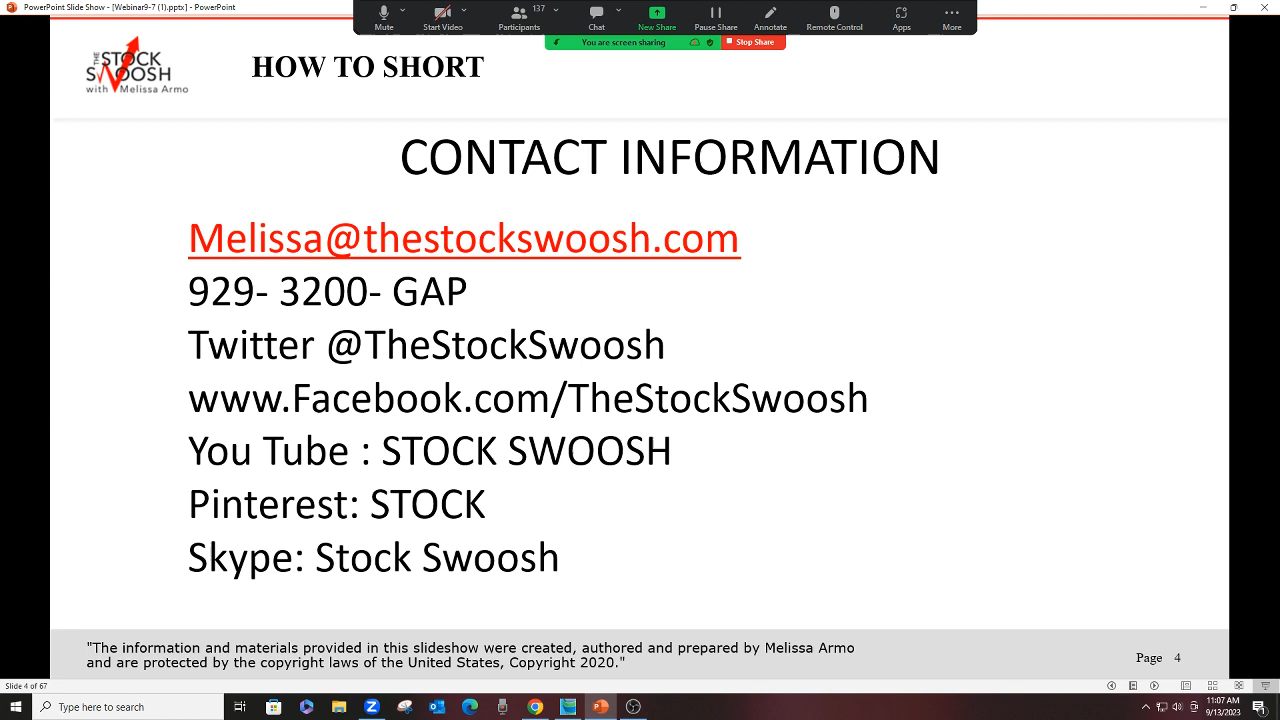 PowerPoint Slide Show - [Webinar9-7 (1).pptx] - PowerPoint
137
Mute Start Video Participants Chat New Share Pause Share Annotate Remote Control Apps More
You are screen sharing Stop Share
THE STOCK
SWOOSH
with Melissa Armo
HOW TO SHORT
CONTACT INFORMATION
Melissa@thestockswoosh.com
929- 3200- GAP
Twitter @TheStockSwoosh
www.Facebook.com/TheStockSwoosh
You Tube : STOCK SWOOSH
Pinterest: STOCK
Skype: Stock Swoosh
"The information and materials provided in this slideshow were created, authored and prepared by Melissa Armo
and are protected by the copyright laws of the United States, Copyright 2020."
Page 4
Slide 4 of 67
Type here to search
11:07 AM
9/13/2023